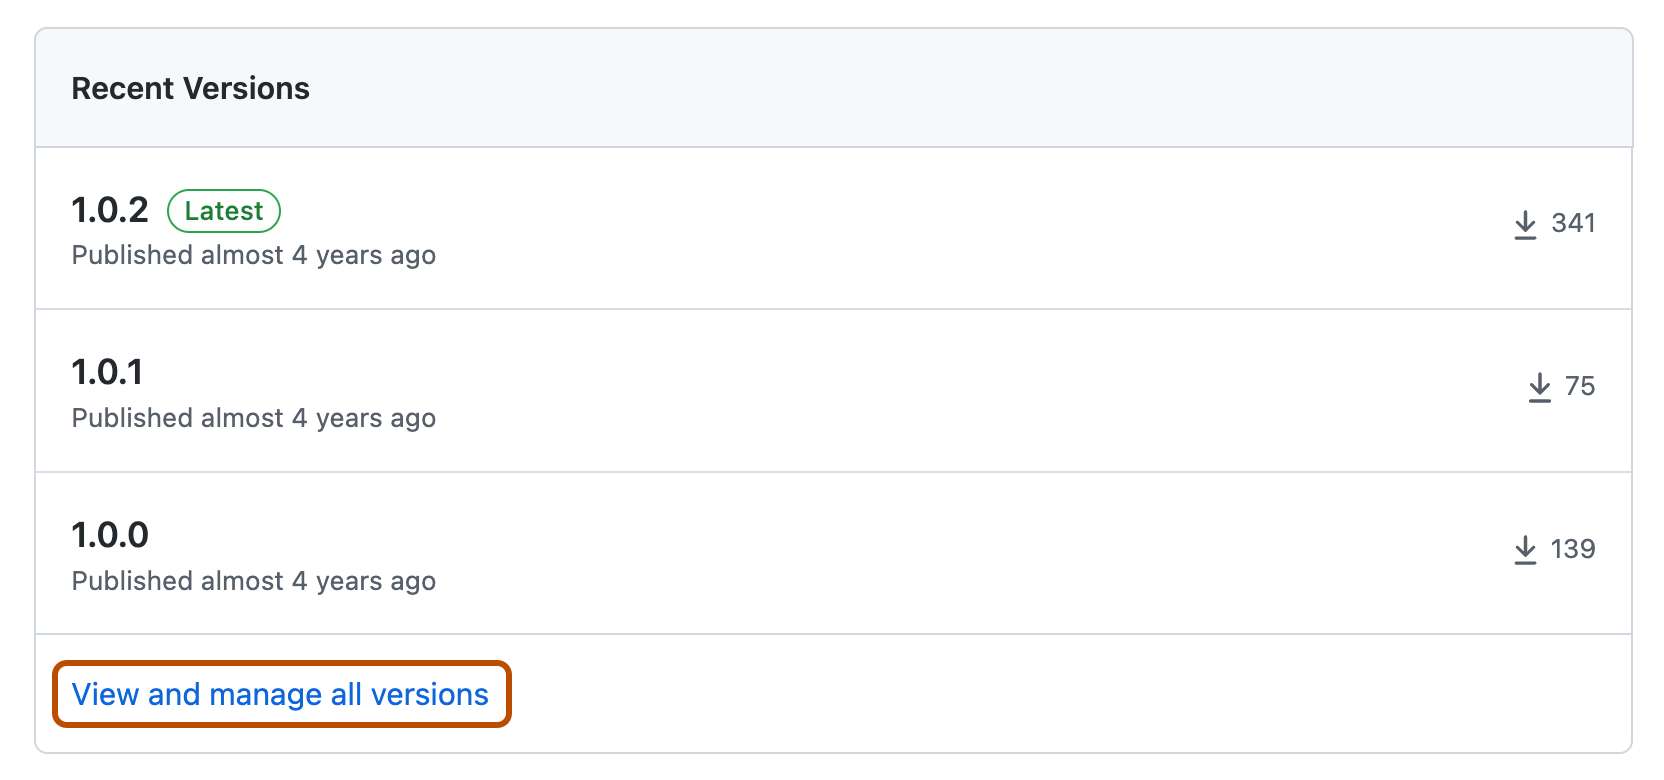 Recent Versions
1.0.2 Latest
Published almost 4 years ago
341
1.0.1
Published almost 4 years ago
75
1.0.0
Published almost 4 years ago
139
View and manage all versions